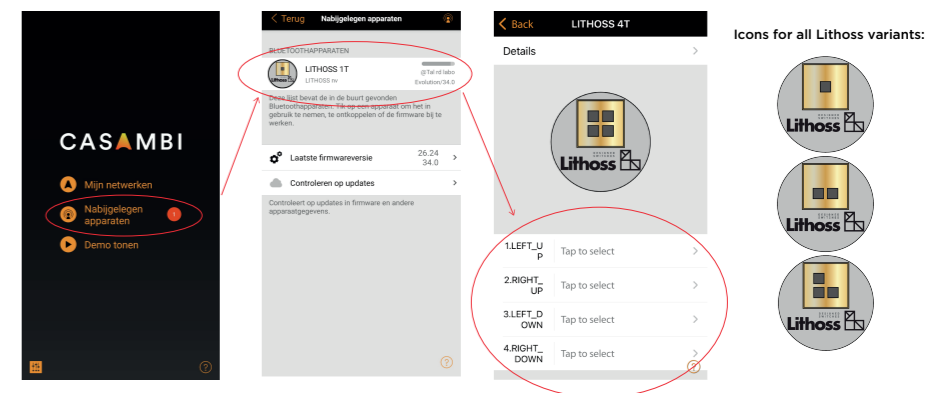 CASAMBI
Mijn netwerken
Nabijgelegen
apparaten
1
Demo tonen
?
Terug
Nabijgelegen apparaten
BLUETOOTHAPPARATEN
LITHOSS 1T
LITHOSS nv
@Tal rd labo
Evolution/34.0
Deze lijst bevat de in de buurt gevonden
Bluetoothapparaten. Tik op een apparaat om het in
gebruik te nemen, te ontkoppelen of de firmware bij te
werken.
Laatste firmwareversie
26.24
34.0
Controleren op updates
Controleert op updates in firmware en andere
apparaatgegevens.
?
Back
LITHOSS 4T
Details
Lithoss
1.LEFT_U
P
Tap to select
2.RIGHT_
UP
Tap to select
3.LEFT_D
OWN
Tap to select
4.RIGHT_
DOWN
Tap to select
?
Icons for all Lithoss variants:
Lithoss
Lithoss
Lithoss